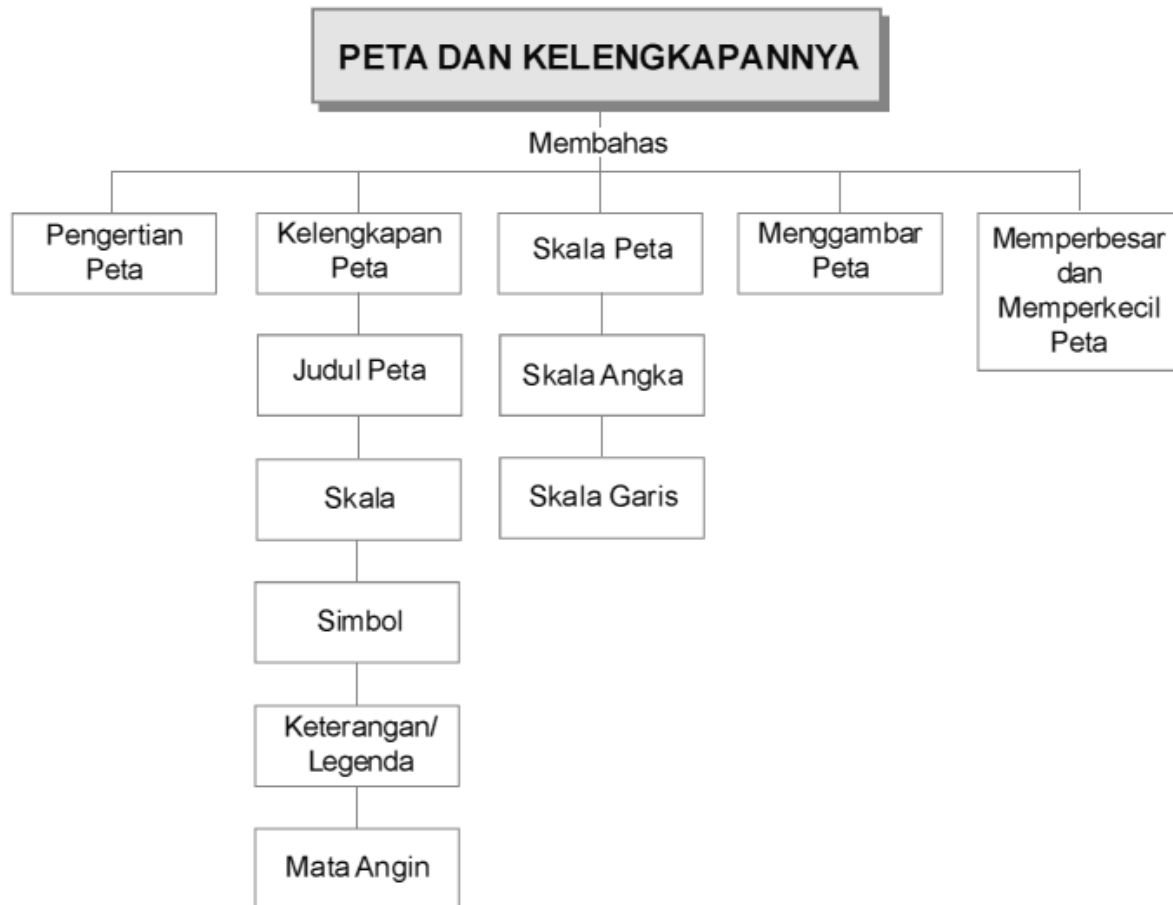 PETA DAN KELENGKAPANNYA
Membahas
Pengertian
Peta
Kelengkapan
Peta
Judul Peta
Skala
Simbol
Keterangan/
Legenda
Mata Angin
Skala Peta
Skala Angka
Skala Garis
Menggambar
Peta
Memperbesar
dan
Memperkecil
Peta